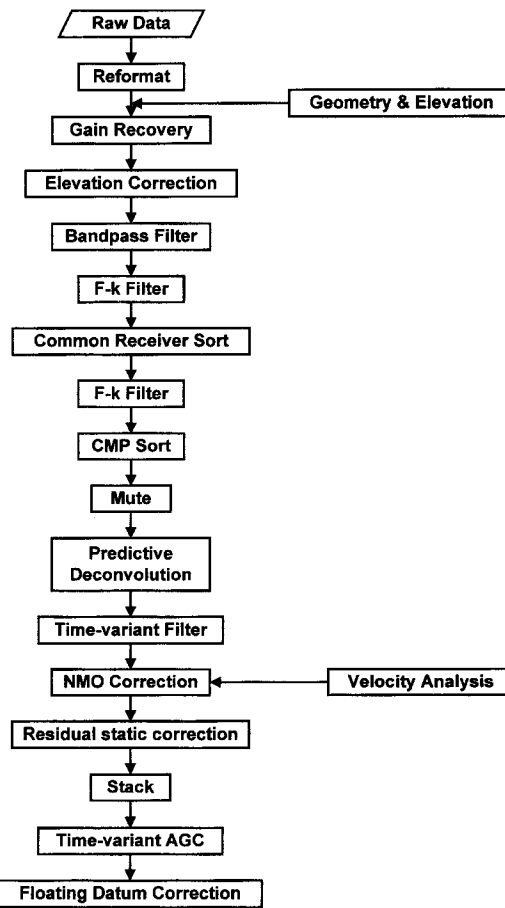 Raw Data
Reformat
Geometry & Elevation
Gain Recovery
Elevation Correction
Bandpass Filter
F-k Filter
Common Receiver Sort
F-k Filter
CMP Sort
Mute
Predictive
Deconvolution
Time-variant Filter
NMO Correction
Velocity Analysis
Residual static correction
Stack
Time-variant AGC
Floating Datum Correction